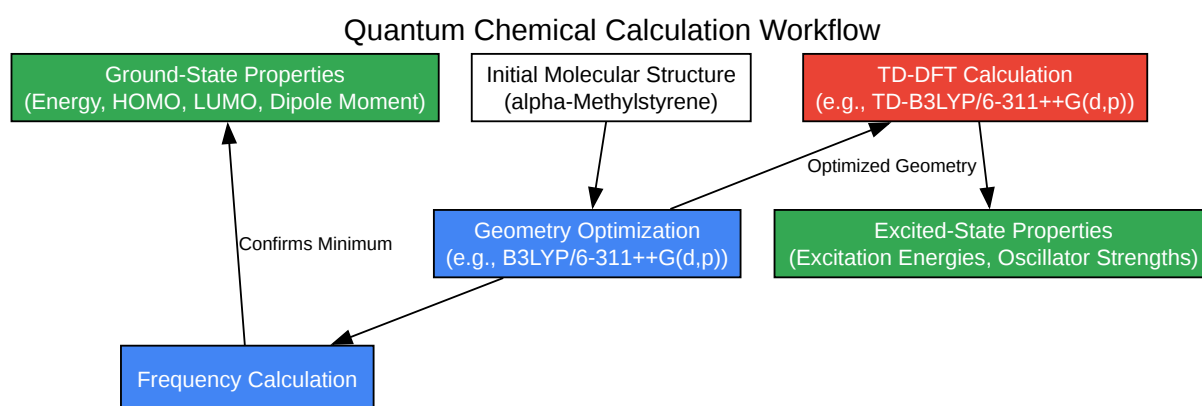 Quantum Chemical Calculation Workflow
Ground-State Properties
(Energy, HOMO, LUMO, Dipole Moment)
Initial Molecular Structure
(alpha-Methylstyrene)
TD-DFT Calculation
(e.g., TD-B3LYP/6-311++G(d,p))
Optimized Geometry
Confirms Minimum
Geometry Optimization
(e.g., B3LYP/6-311++G(d,p))
Excited-State Properties
(Excitation Energies, Oscillator Strengths)
Frequency Calculation